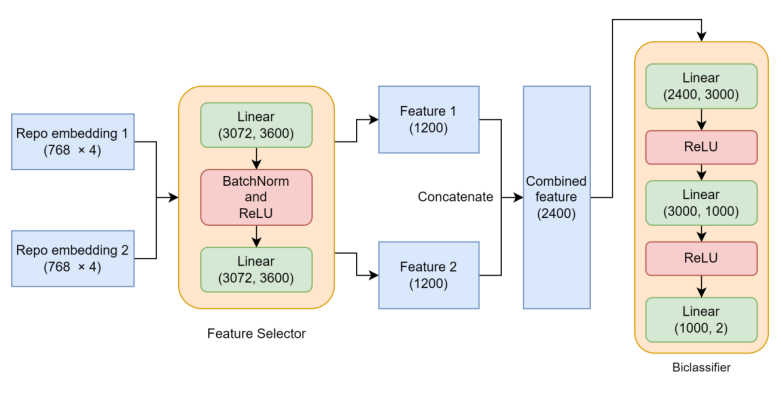 Repo embedding 1
(768 × 4)
Repo embedding 2
(768 × 4)
Linear
(3072, 3600)
BatchNorm
and
ReLU
Linear
(3072, 3600)
Feature Selector
Feature 1
(1200)
Concatenate
Feature 2
(1200)
Combined
feature
(2400)
Linear
(2400, 3000)
ReLU
Linear
(3000, 1000)
ReLU
Linear
(1000, 2)
Biclassifier